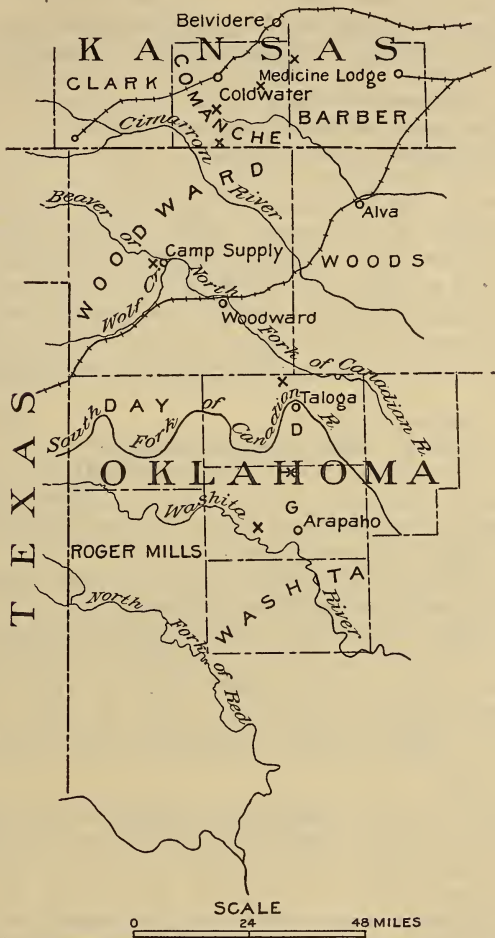 Belvidere
KANSAS
CLARK
COMANCHE
Medicine Lodge
Coldwater
BARBER
Cimarron River
WOODWARD
Beaver or North Fork of Canadian R.
Alva
Camp Supply
WOODS
Wolf Cr.
Woodward
TEXAS
DAY
Taloga
South Fork of Canadian R.
D
OKLAHOMA
Washita River
G
Arapaho
ROGER MILLS
WASHITA
North Fork of Red
SCALE
0 24 48 MILES